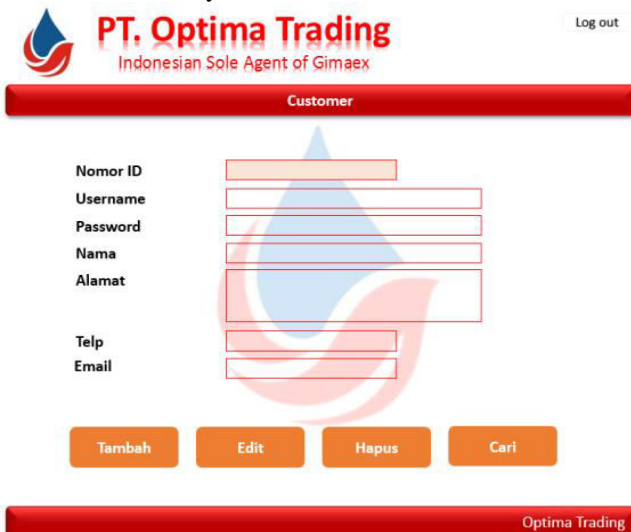 PT. Optima Trading
Log out
Indonesian Sole Agent of Gimaex
Customer
Nomor ID
Username
Password
Nama
Alamat
Telp
Email
Tambah Edit Hapus Cari
Optima Trading